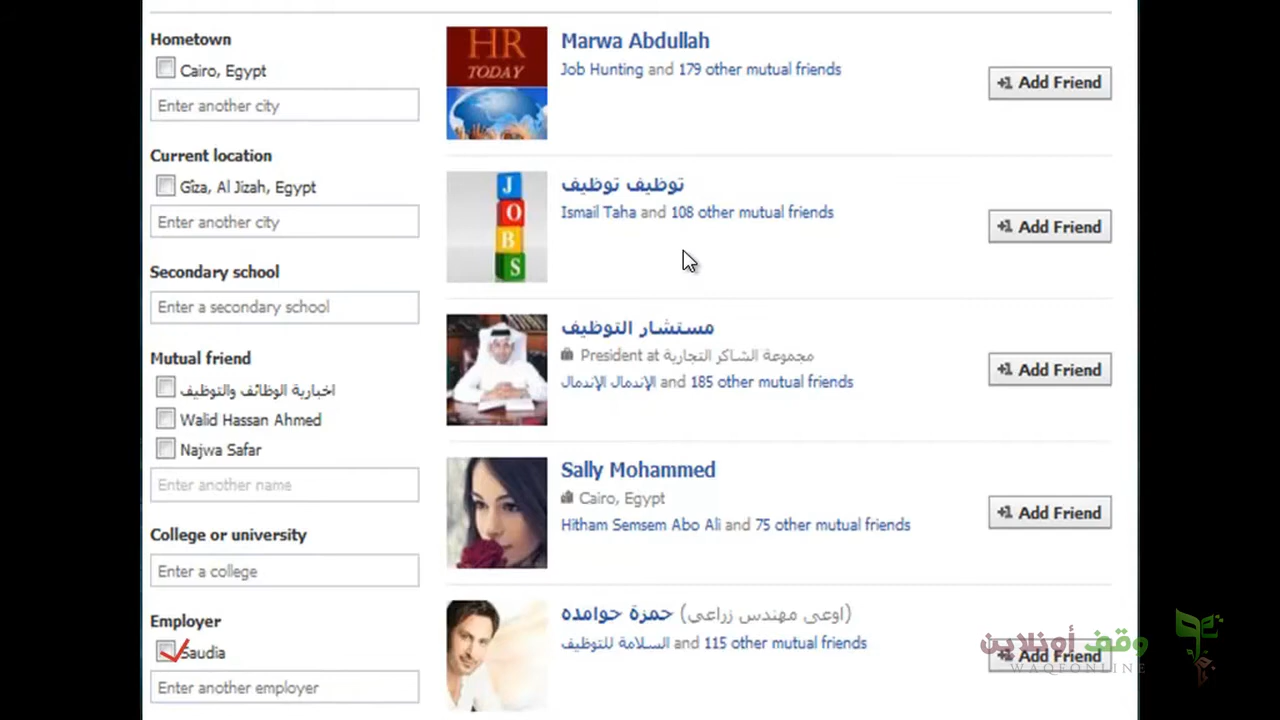 Hometown
Cairo, Egypt
Enter another city
Current location
Giza, Al Jizah, Egypt
Enter another city
Secondary school
Enter a secondary school
Mutual friend
اخبارية الوظائف والتوظيف
Walid Hassan Ahmed
Najwa Safar
Enter another name
College or university
Enter a college
Employer
Saudia
Enter another employer
HR
TODAY
Marwa Abdullah
Job Hunting and 179 other mutual friends
+1 Add Friend
J
O
B
S
توظيف توظيف
Ismail Taha and 108 other mutual friends
+1 Add Friend
مستشار التوظيف
President at مجموعة الشاكر التجارية
الإندمال الإندمال and 185 other mutual friends
+1 Add Friend
Sally Mohammed
Cairo, Egypt
Hitham Semsem Abo Ali and 75 other mutual friends
+1 Add Friend
حمزة حوامده (اوعى مهندس زراعي)
السلامة للتوظيف and 115 other mutual friends
+1 Add Friend
وقف أونلاين
WAQFONLINE